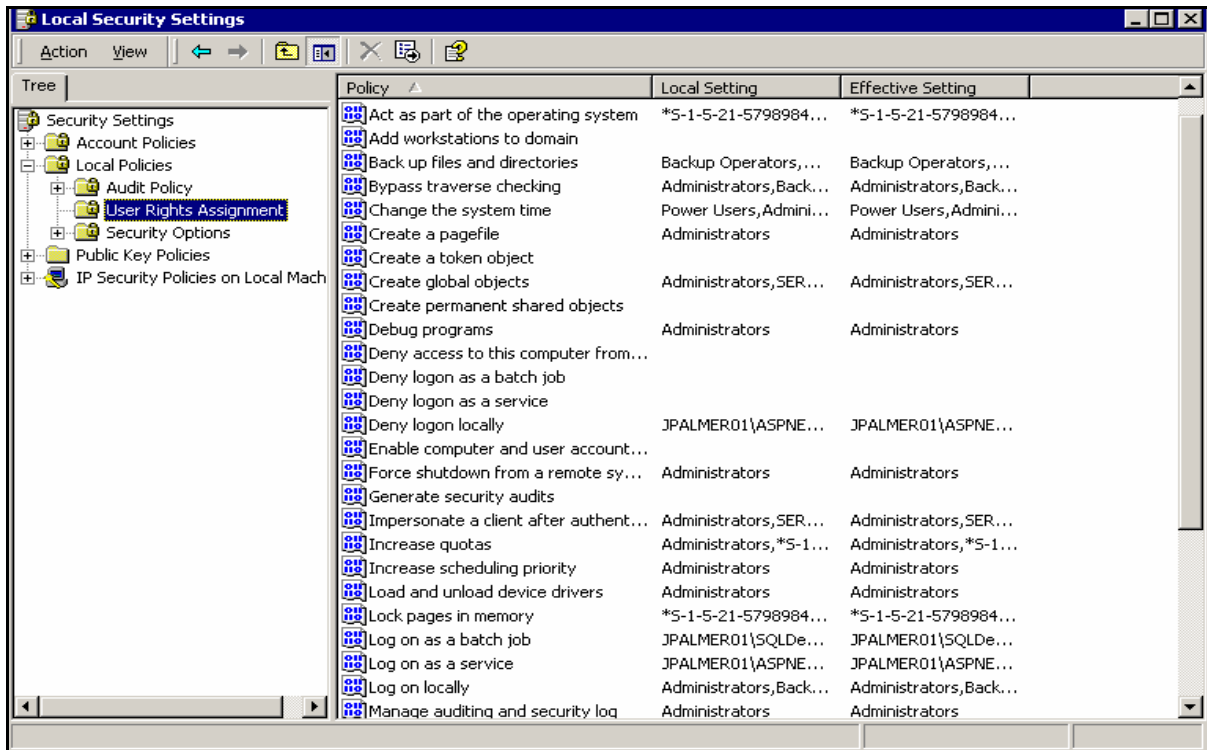 Local Security Settings
Action View
Tree
Security Settings
Account Policies
Local Policies
Audit Policy
User Rights Assignment
Security Options
Public Key Policies
IP Security Policies on Local Mach
Policy Local Setting Effective Setting
Act as part of the operating system *S-1-5-21-5798984... *S-1-5-21-5798984...
Add workstations to domain
Back up files and directories Backup Operators,... Backup Operators,...
Bypass traverse checking Administrators,Back... Administrators,Back...
Change the system time Power Users,Admini... Power Users,Admini...
Create a pagefile Administrators Administrators
Create a token object
Create global objects Administrators,SER... Administrators,SER...
Create permanent shared objects
Debug programs Administrators Administrators
Deny access to this computer from...
Deny logon as a batch job
Deny logon as a service
Deny logon locally JPALMER01\ASPNE... JPALMER01\ASPNE...
Enable computer and user account...
Force shutdown from a remote sy... Administrators Administrators
Generate security audits
Impersonate a client after authent... Administrators,SER... Administrators,SER...
Increase quotas Administrators,*S-1... Administrators,*S-1...
Increase scheduling priority Administrators Administrators
Load and unload device drivers Administrators Administrators
Lock pages in memory *S-1-5-21-5798984... *S-1-5-21-5798984...
Log on as a batch job JPALMER01\SQLDe... JPALMER01\SQLDe...
Log on as a service JPALMER01\ASPNE... JPALMER01\ASPNE...
Log on locally Administrators,Back... Administrators,Back...
Manage auditing and security log Administrators Administrators